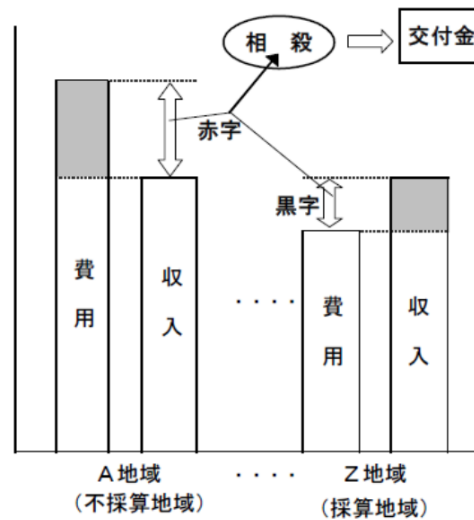 相殺
交付金
赤字
黒字
費用
収入
・・・・
費用
収入
A地域
(不採算地域)
・・・・
Z地域
(採算地域)